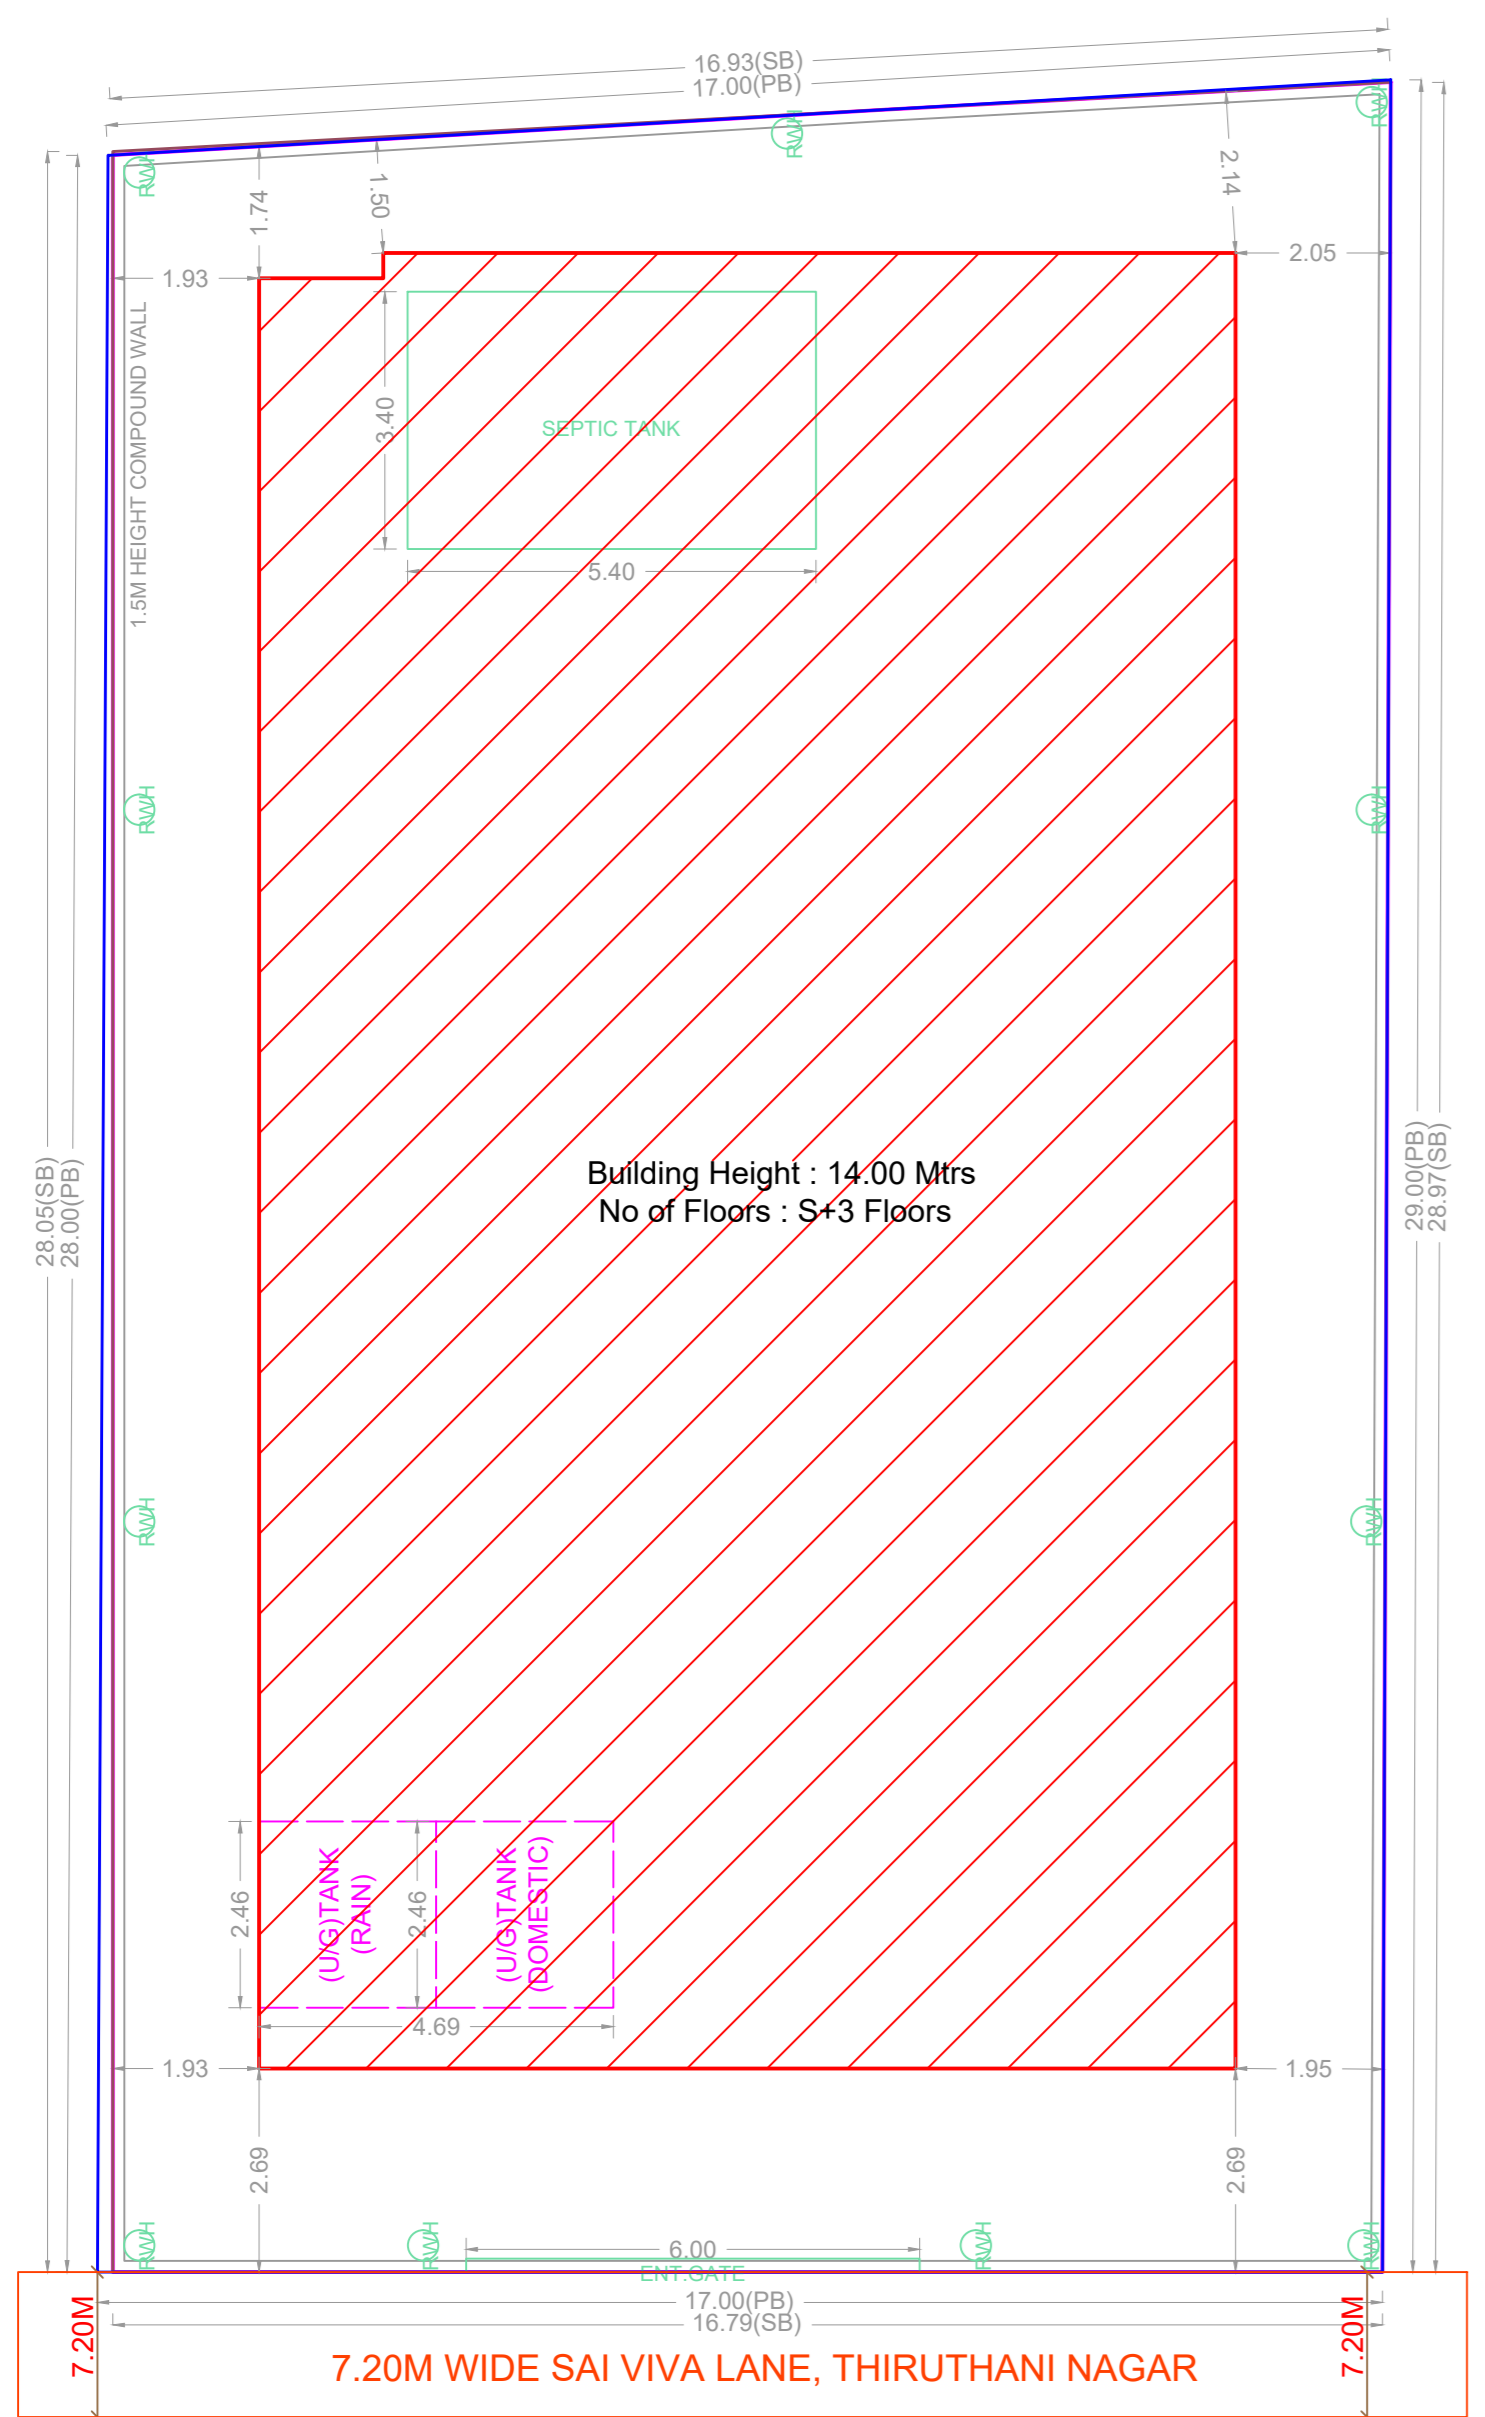 16.93(SB)
17.00(PB)
RWH
RWH
RWH
1.74
1.50
2.14
1.93
2.05
1.5M HEIGHT COMPOUND WALL
3.40
SEPTIC TANK
5.40
RWH
RWH
Building Height : 14.00 Mtrs
No of Floors : S+3 Floors
28.05(SB)
28.00(PB)
29.00(PB)
28.97(SB)
RWH
RWH
2.46
(U/G)TANK
(RAIN)
2.46
(U/G)TANK
(DOMESTIC)
4.69
1.93
1.95
2.69
2.69
RWH
RWH
6.00
RWH
RWH
ENT.GATE
17.00(PB)
16.79(SB)
7.20M
7.20M
7.20M WIDE SAI VIVA LANE, THIRUTHANI NAGAR